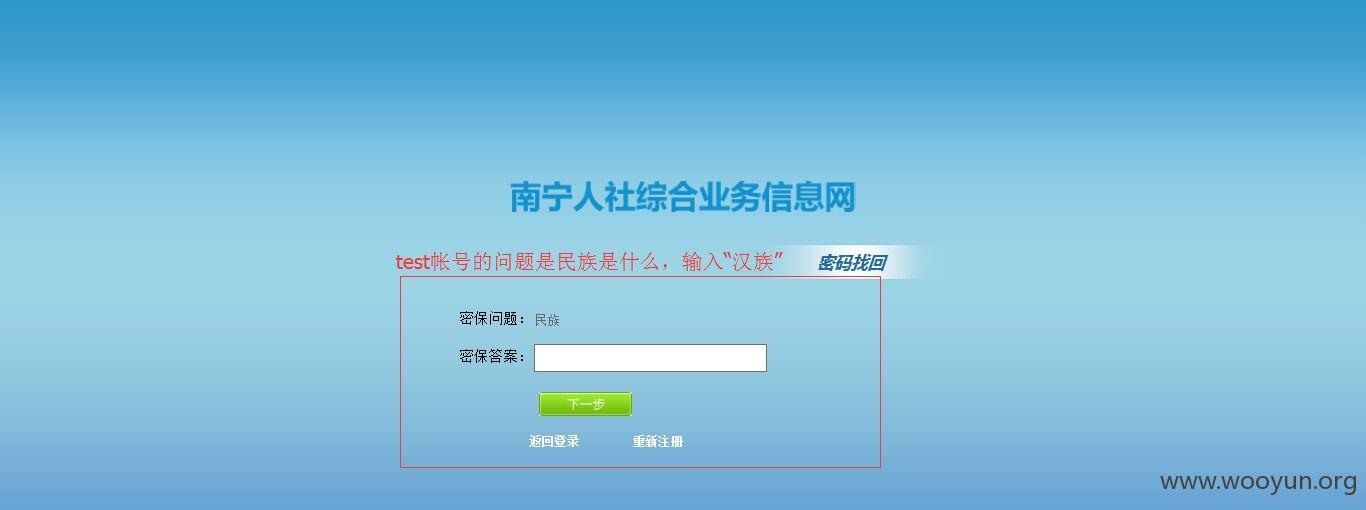 南宁人社综合业务信息网
test帐号的问题是民族是什么，输入“汉族” 密码找回
密保问题： 民族
密保答案：
下一步
返回登录 重新注册
www.wooyun.org